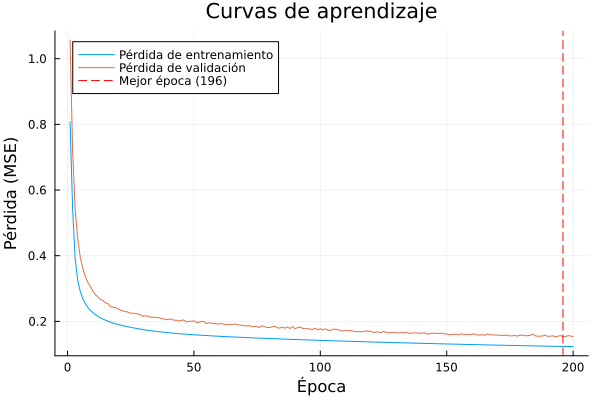 Curvas de aprendizaje
Pérdida de entrenamiento
Pérdida de validación
Mejor época (196)
Pérdida (MSE)
1.0
0.8
0.6
0.4
0.2
0
50
100
150
200
Época